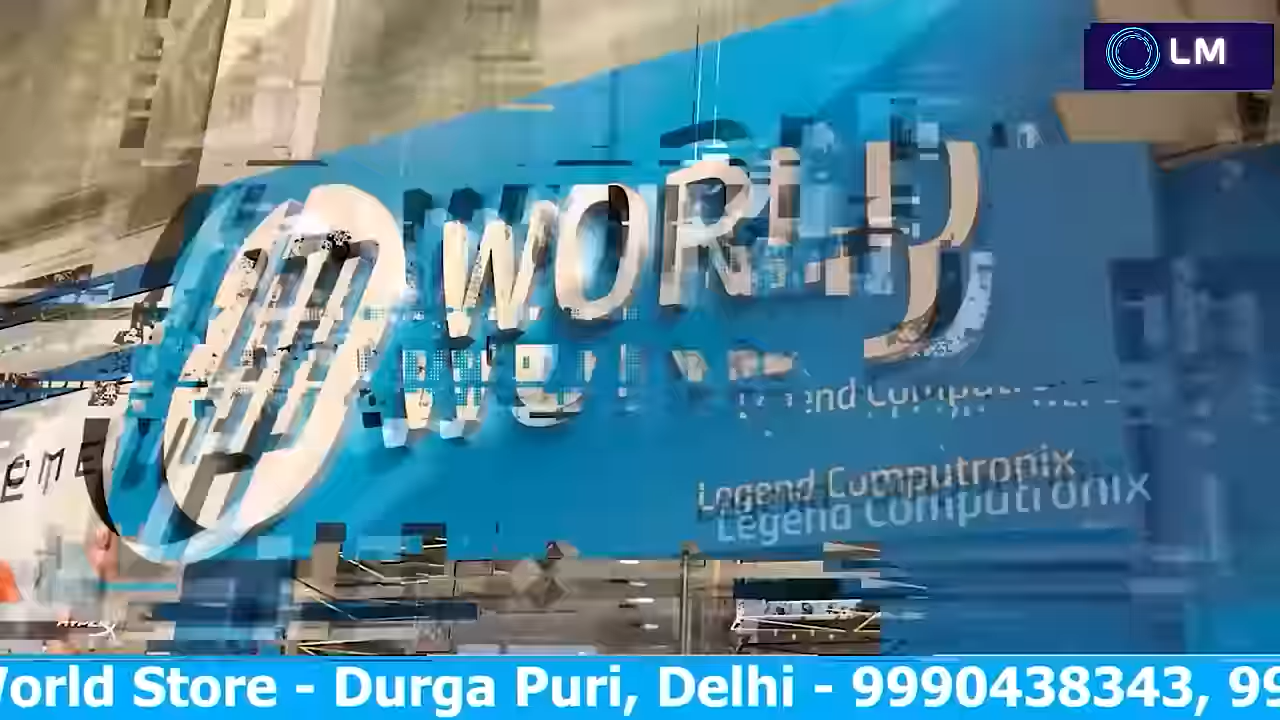 LM
WORLD
Legend Computronix
Legend Computronix
World Store - Durga Puri, Delhi - 9990438343, 99